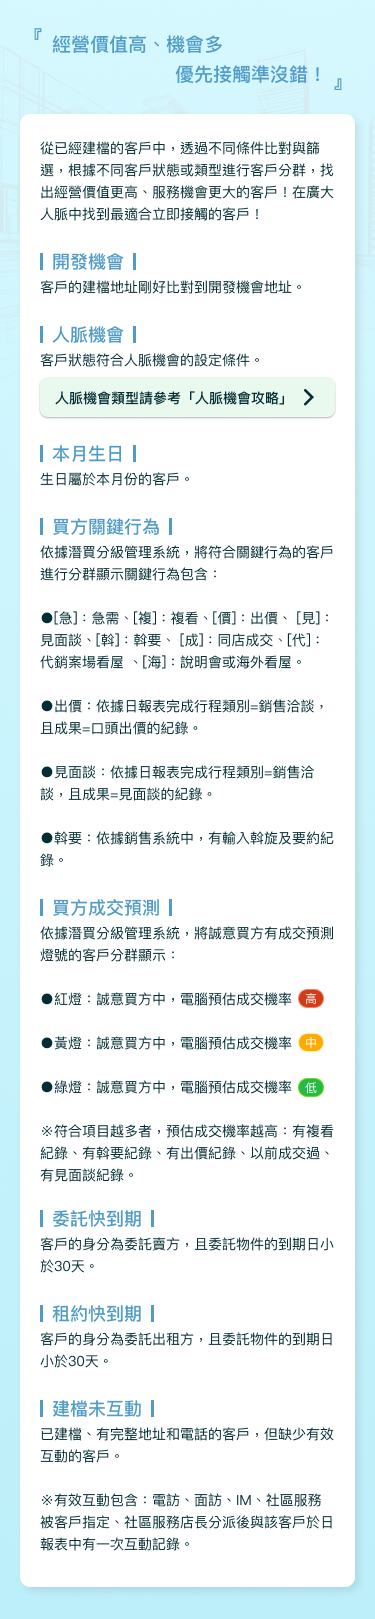 『 經營價值高、機會多
優先接觸準沒錯！ 』
從已經建檔的客戶中，透過不同條件比對與篩
選，根據不同客戶狀態或類型進行客戶分群，找
出經營價值更高、服務機會更大的客戶！在廣大
人脈中找到最適合立即接觸的客戶！
開發機會
客戶的建檔地址剛好比對到開發機會地址。
人脈機會
客戶狀態符合人脈機會的設定條件。
人脈機會類型請參考「人脈機會攻略」
本月生日
生日屬於本月份的客戶。
買方關鍵行為
依據潛買分級管理系統，將符合關鍵行為的客戶
進行分群顯示關鍵行為包含：
●[急]：急需、[複]：複看、[價]：出價、 [見]：
見面談、[斡]：斡要、 [成]：同店成交、[代]：
代銷案場看屋 、[海]：說明會或海外看屋。
●出價：依據日報表完成行程類別=銷售洽談，
且成果=口頭出價的紀錄。
●見面談：依據日報表完成行程類別=銷售洽
談，且成果=見面談的紀錄。
●斡要：依據銷售系統中，有輸入斡旋及要約紀
錄。
買方成交預測
依據潛買分級管理系統，將誠意買方有成交預測
燈號的客戶分群顯示：
●紅燈：誠意買方中，電腦預估成交機率 高
●黃燈：誠意買方中，電腦預估成交機率 中
●綠燈：誠意買方中，電腦預估成交機率 低
※符合項目越多者，預估成交機率越高：有複看
紀錄、有斡要紀錄、有出價紀錄、以前成交過、
有見面談紀錄。
委託快到期
客戶的身分為委託賣方，且委託物件的到期日小
於30天。
租約快到期
客戶的身分為委託出租方，且委託物件的到期日
小於30天。
建檔未互動
已建檔、有完整地址和電話的客戶，但缺少有效
互動的客戶。
※有效互動包含：電訪、面訪、IM、社區服務
被客戶指定、社區服務店長分派後與該客戶於日
報表中有一次互動記錄。